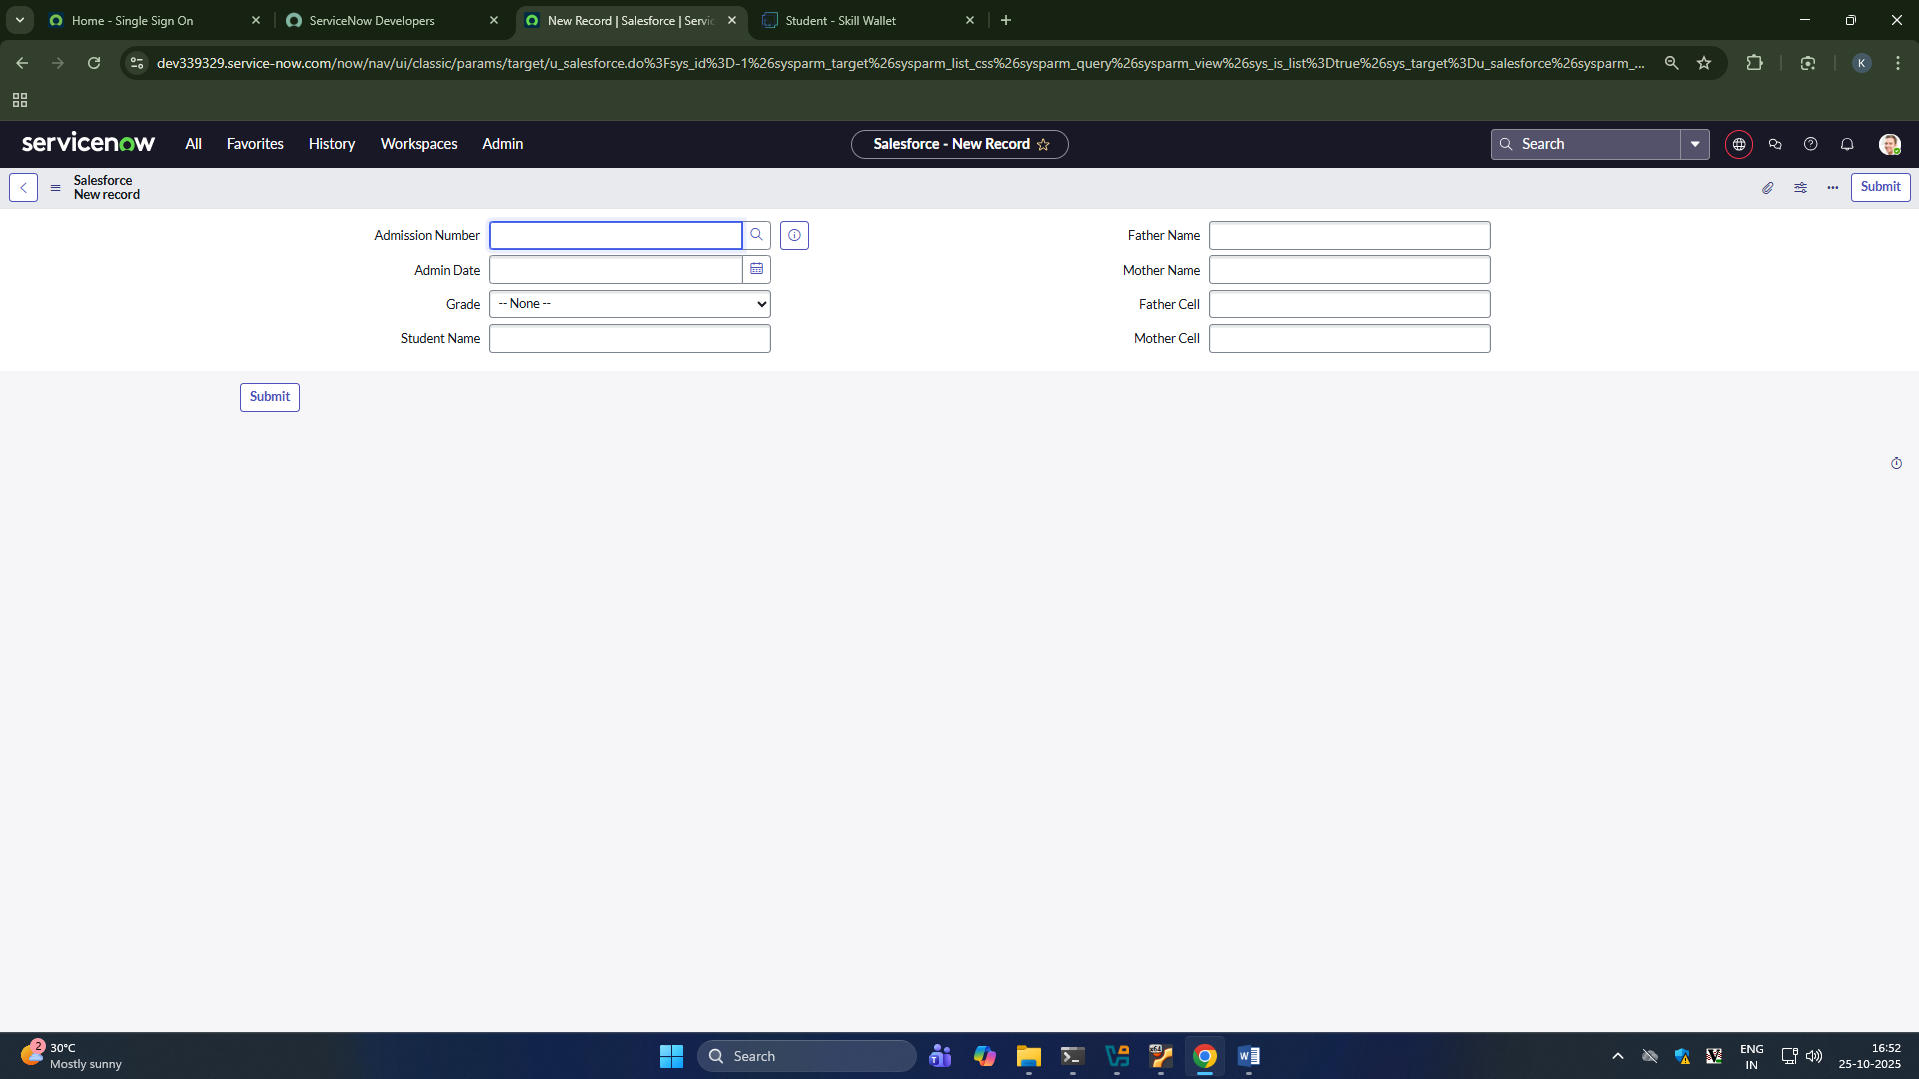 Home - Single Sign On
ServiceNow Developers
New Record | Salesforce | Servic
Student - Skill Wallet
dev339329.service-now.com/now/nav/ui/classic/params/target/u_salesforce.do%3Fsys_id%3D-1%26sysparm_target%26sysparm_list_css%26sysparm_query%26sysparm_view%26sys_is_list%3Dtrue%26sys_target%3Du_salesforce%26sysparm_...
K
servicenow
All
Favorites
History
Workspaces
Admin
Salesforce - New Record
Search
Salesforce
New record
Submit
Admission Number
Father Name
Admin Date
Mother Name
Grade
-- None --
Father Cell
Student Name
Mother Cell
Submit
2
30°C
Mostly sunny
Search
ENG
IN
16:52
25-10-2025